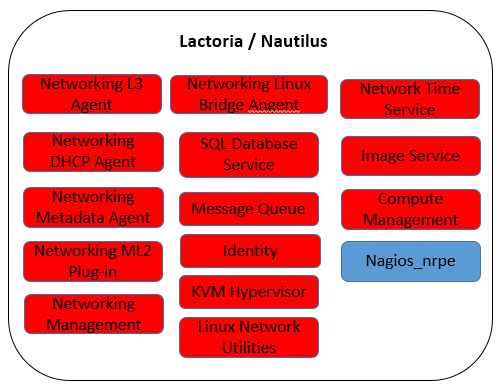 Lactoria / Nautilus
Networking L3
Agent
Networking
DHCP Agent
Networking
Metadata Agent
Networking ML2
Plug-in
Networking
Management
Networking Linux
Bridge Angent
SQL Database
Service
Message Queue
Identity
KVM Hypervisor
Linux Network
Utilities
Network Time
Service
Image Service
Compute
Management
Nagios_nrpe